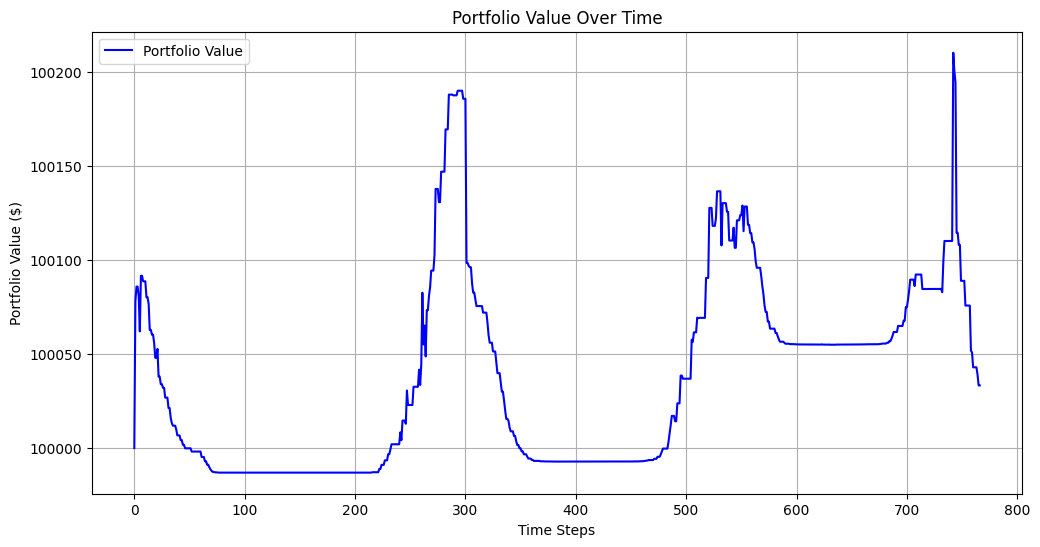 Portfolio Value Over Time
Portfolio Value
Portfolio Value ($)
100200
100150
100100
100050
100000
0 100 200 300 400 500 600 700 800
Time Steps